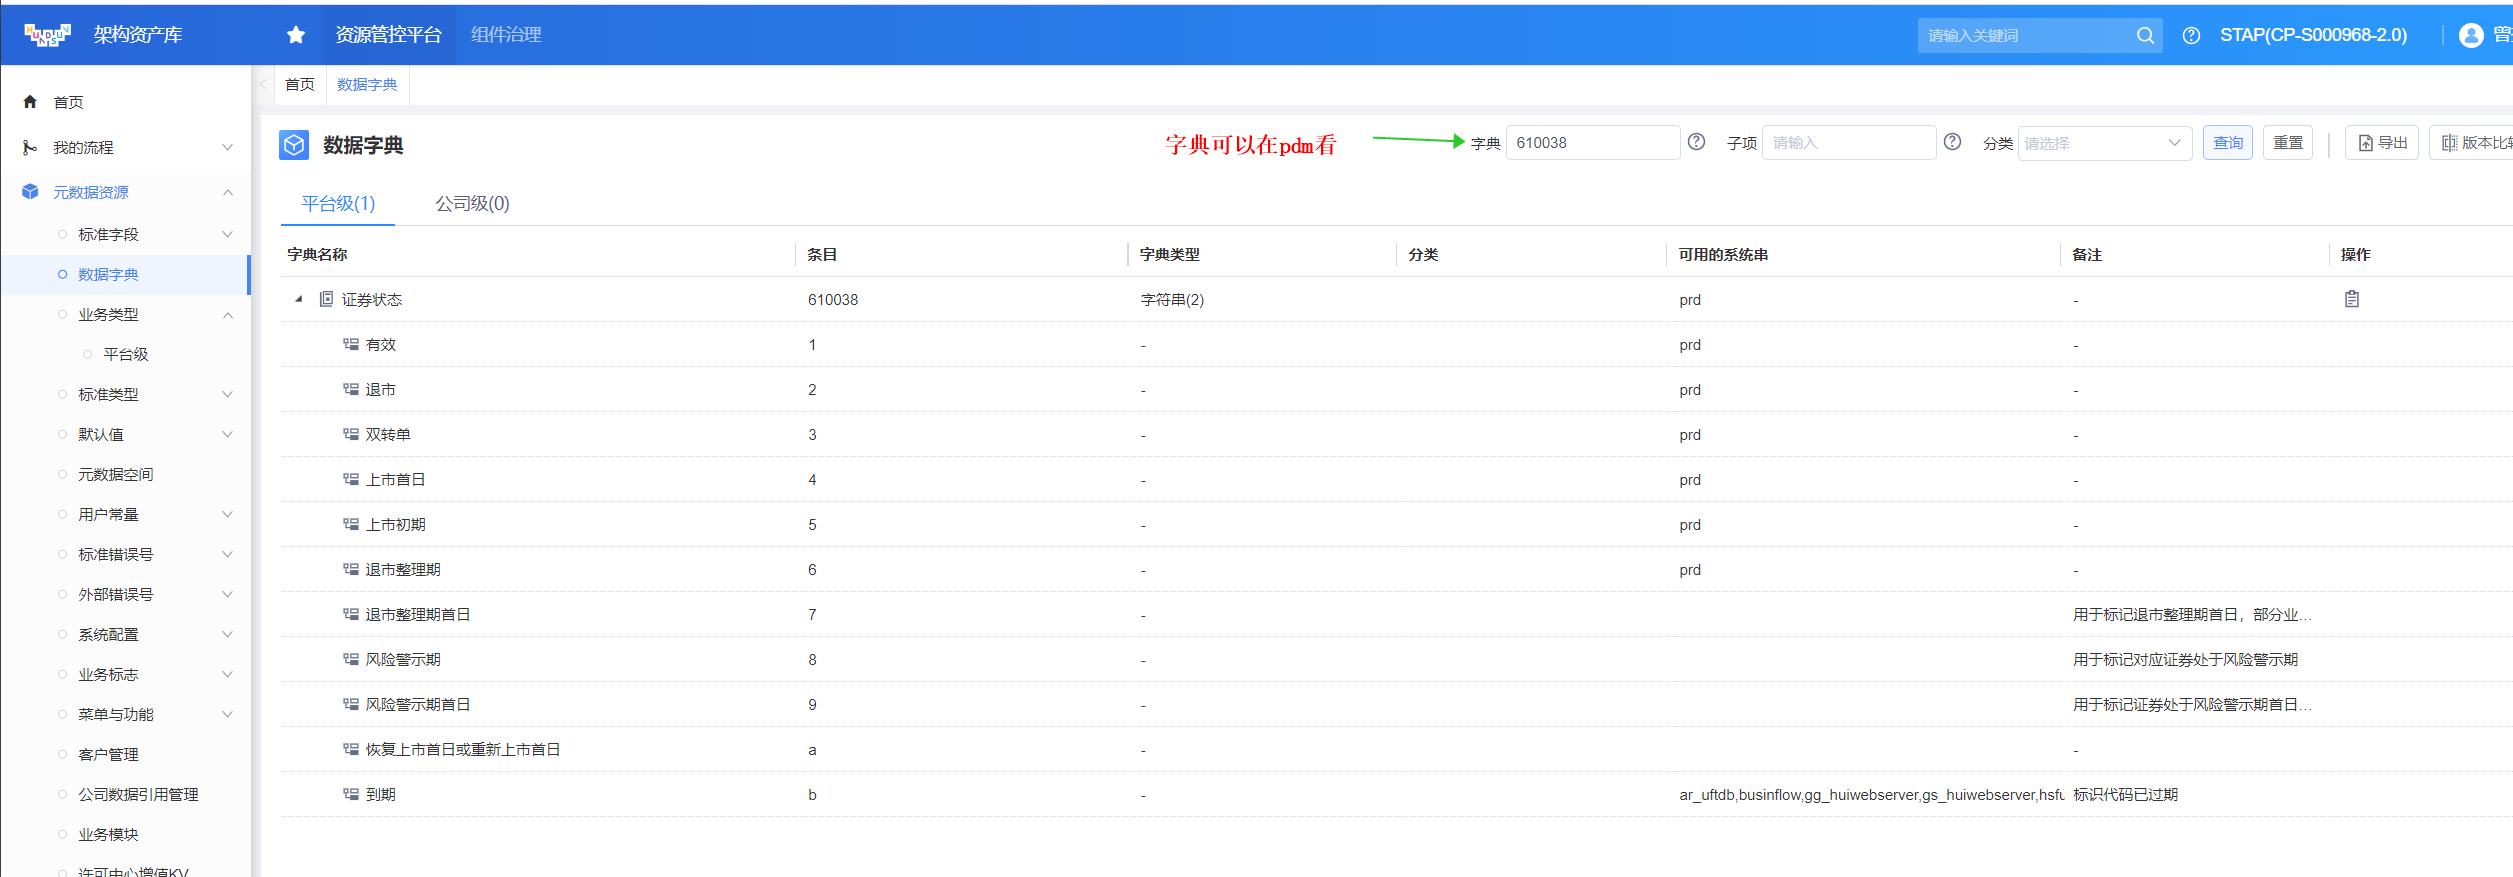 HUNDSUN
架构资产库
资源管控平台
组件治理
请输入关键词
STAP(CP-S000968-2.0)
首页
数据字典
首页
我的流程
元数据资源
标准字段
数据字典
业务类型
平台级
标准类型
默认值
元数据空间
用户常量
标准错误号
外部错误号
系统配置
业务标志
菜单与功能
客户管理
公司数据引用管理
业务模块
许可中心增值KV
数据字典
字典可以在pdm看
字典 610038
子项 请输入
分类 请选择
查询
重置
导出
版本比较
平台级(1) 公司级(0)
字典名称 条目 字典类型 分类 可用的系统串 备注 操作
证券状态 610038 字符串(2) prd -
有效 1 - prd -
退市 2 - prd -
双转单 3 - prd -
上市首日 4 - prd -
上市初期 5 - prd -
退市整理期 6 - prd -
退市整理期首日 7 - 用于标记退市整理期首日，部分业...
风险警示期 8 - 用于标记对应证券处于风险警示期
风险警示期首日 9 - 用于标记证券处于风险警示期首日...
恢复上市首日或重新上市首日 a - -
到期 b - ar_uftdb,businflow,gg_huiwebserver,gs_huiwebserver,hsfu 标识代码已过期